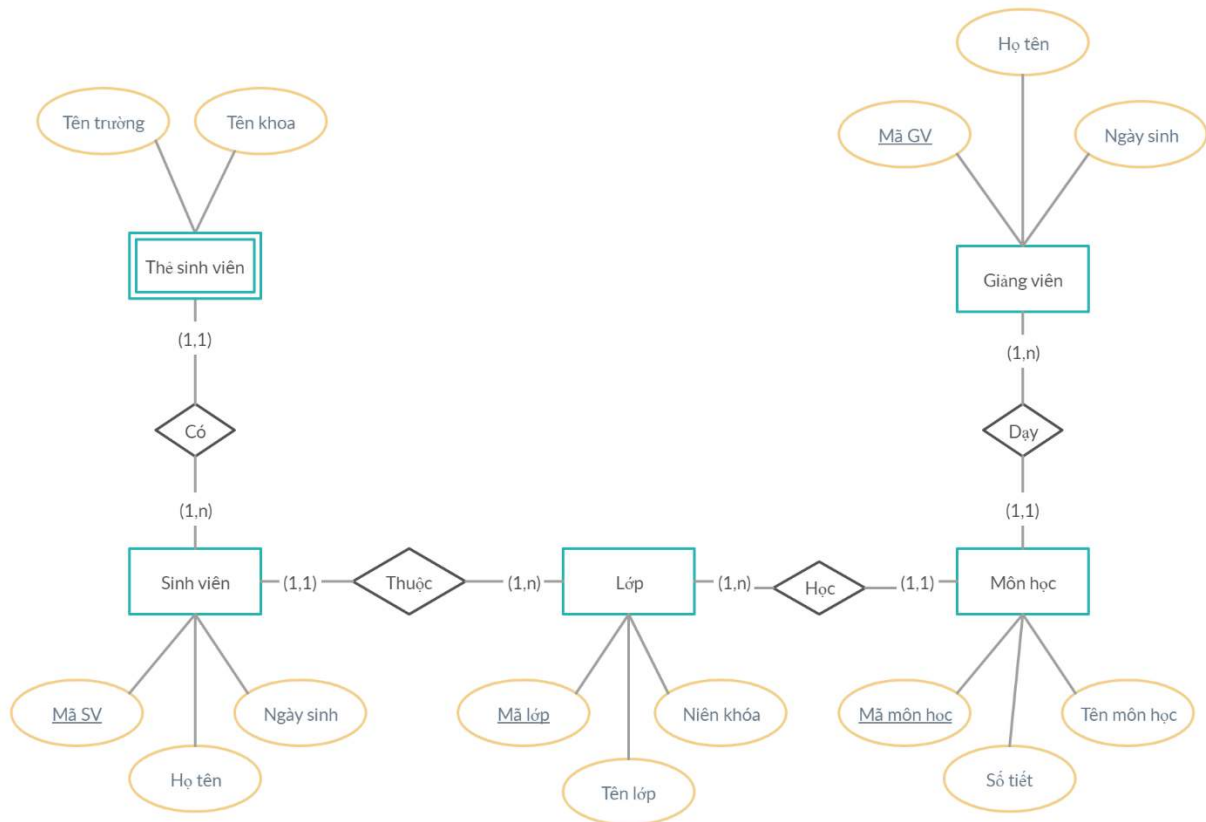 Họ tên
Tên trường
Tên khoa
Mã GV
Ngày sinh
Thẻ sinh viên
Giảng viên
(1,1)
(1,n)
Có
Dạy
(1,n)
(1,1)
Sinh viên
(1,1)
Thuộc
(1,n)
Lớp
(1,n)
Học
(1,1)
Môn học
Mã SV
Ngày sinh
Mã lớp
Niên khóa
Mã môn học
Tên môn học
Họ tên
Tên lớp
Số tiết